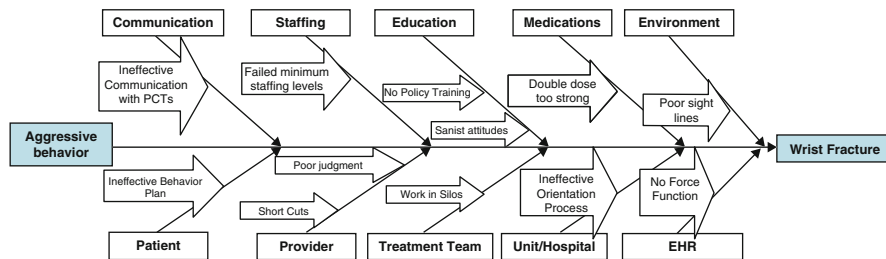 Communication
Staffing
Education
Medications
Environment
Ineffective
Communication
with PCTs
Failed minimum
staffing levels
No Policy Training
Sanist attitudes
Double dose
too strong
Poor sight
lines
Aggressive
behavior
Wrist Fracture
Ineffective Behavior
Plan
Poor judgment
Short Cuts
Work in Silos
Ineffective
Orientation
Process
No Force
Function
Patient
Provider
Treatment Team
Unit/Hospital
EHR